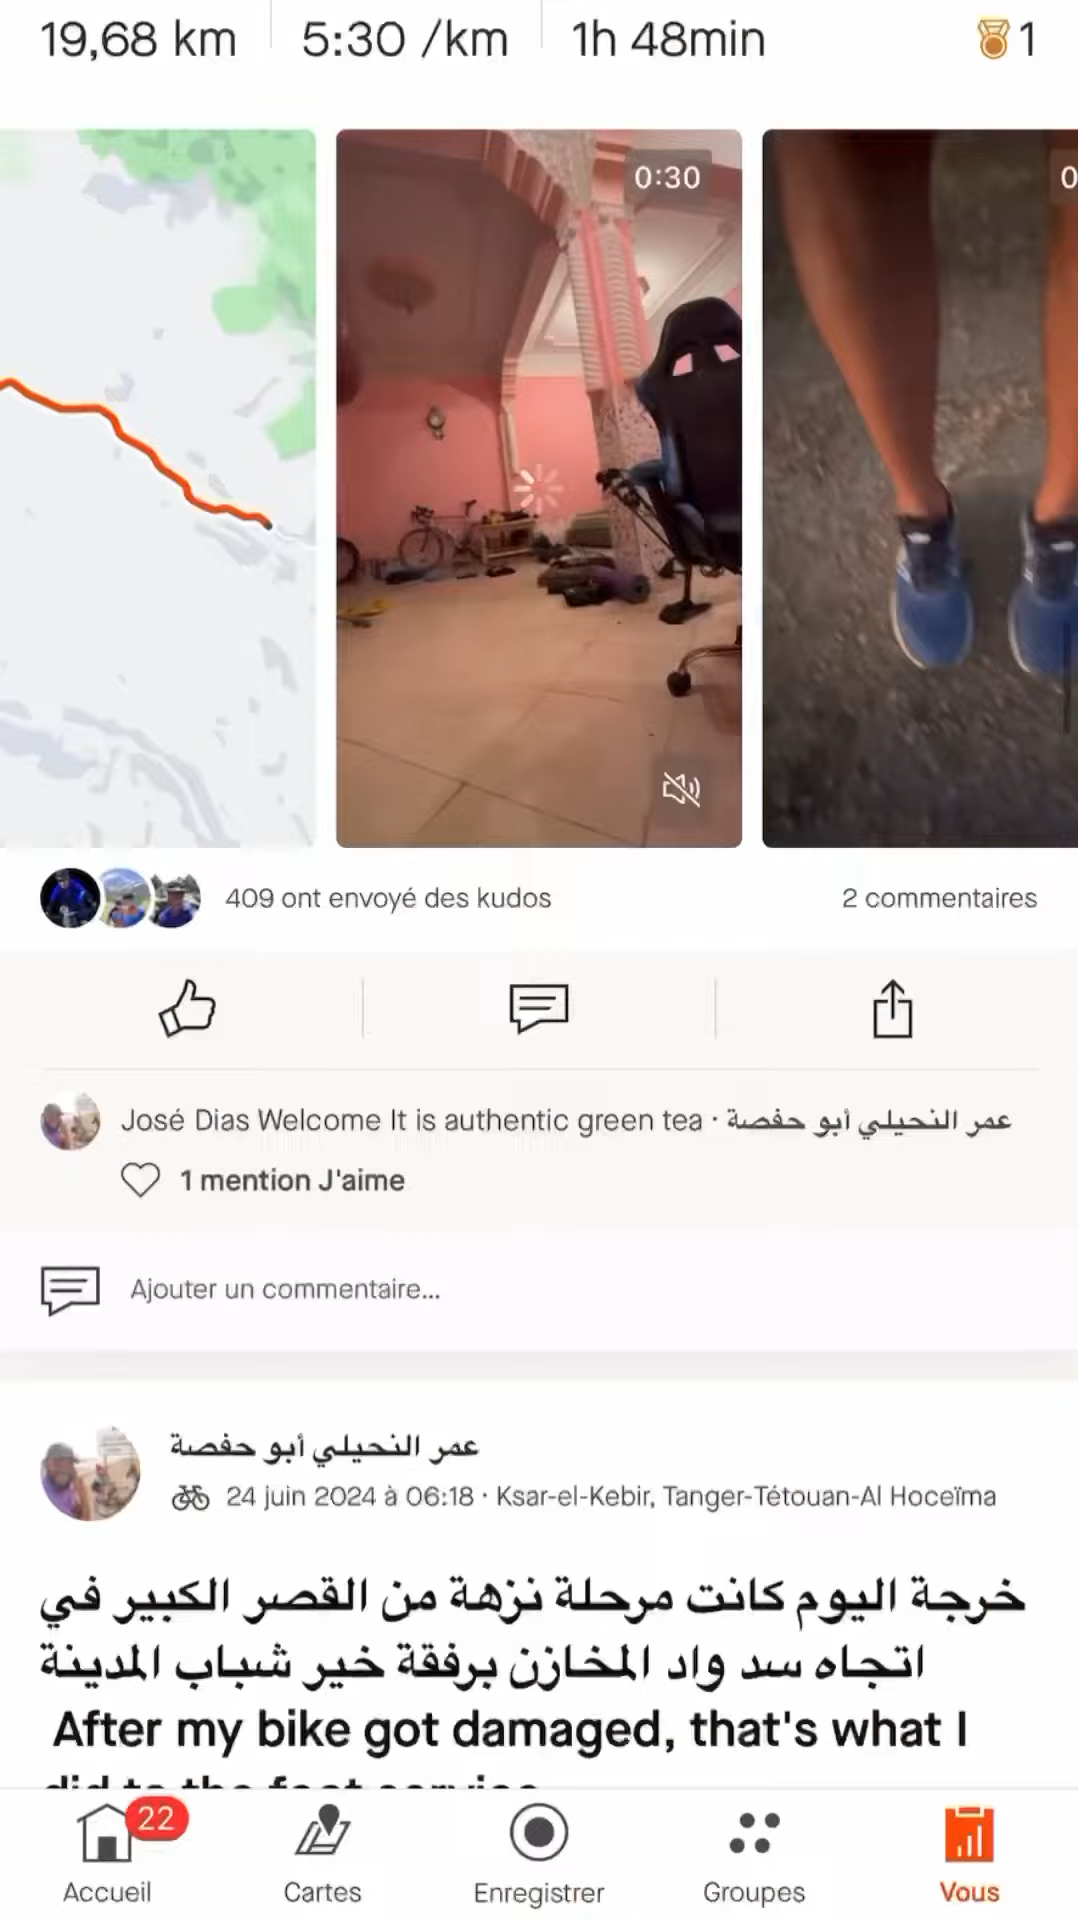 19,68 km 5:30 /km 1h 48min 1
0:30
409 ont envoyé des kudos 2 commentaires
José Dias Welcome It is authentic green tea · عمر النحيلي أبو حفصة
1 mention J'aime
Ajouter un commentaire...
عمر النحيلي أبو حفصة
24 juin 2024 à 06:18 · Ksar-el-Kebir, Tanger-Tétouan-Al Hoceïma
خرجة اليوم كانت مرحلة نزهة من القصر الكبير في
اتجاه سد واد المخازن برفقة خير شباب المدينة
After my bike got damaged, that's what I
did to the
22
Accueil Cartes Enregistrer Groupes Vous